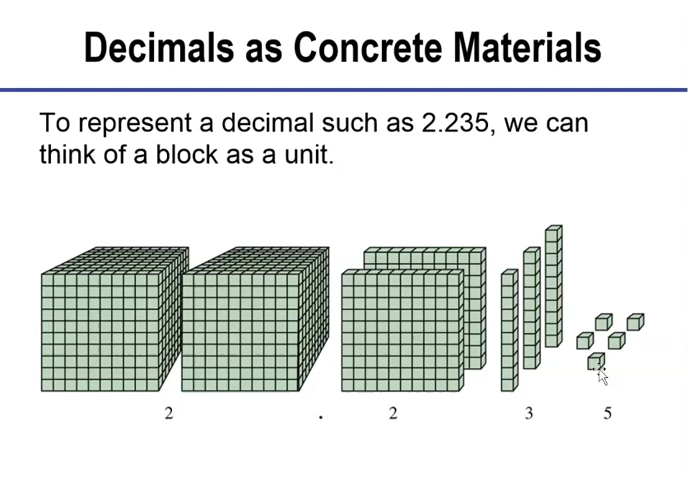 Decimals as Concrete Materials
To represent a decimal such as 2.235, we can
think of a block as a unit.
2 . 2 3 5